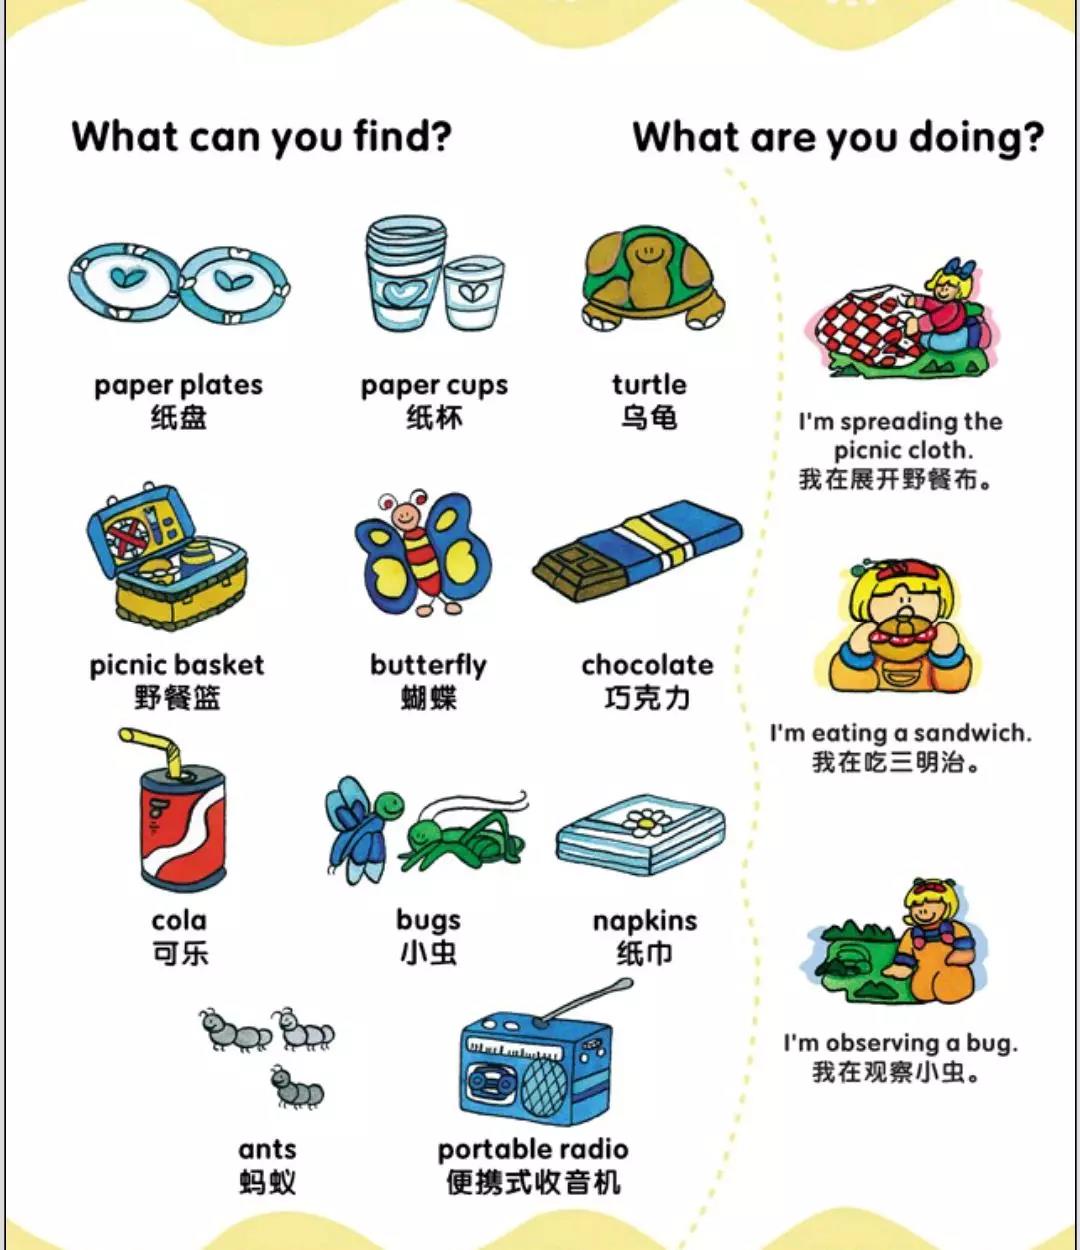 What can you find?
What are you doing?
paper plates
纸盘
paper cups
纸杯
turtle
乌龟
picnic basket
野餐篮
butterfly
蝴蝶
chocolate
巧克力
cola
可乐
bugs
小虫
napkins
纸巾
ants
蚂蚁
portable radio
便携式收音机
I'm spreading the
picnic cloth.
我在展开野餐布。
I'm eating a sandwich.
我在吃三明治。
I'm observing a bug.
我在观察小虫。